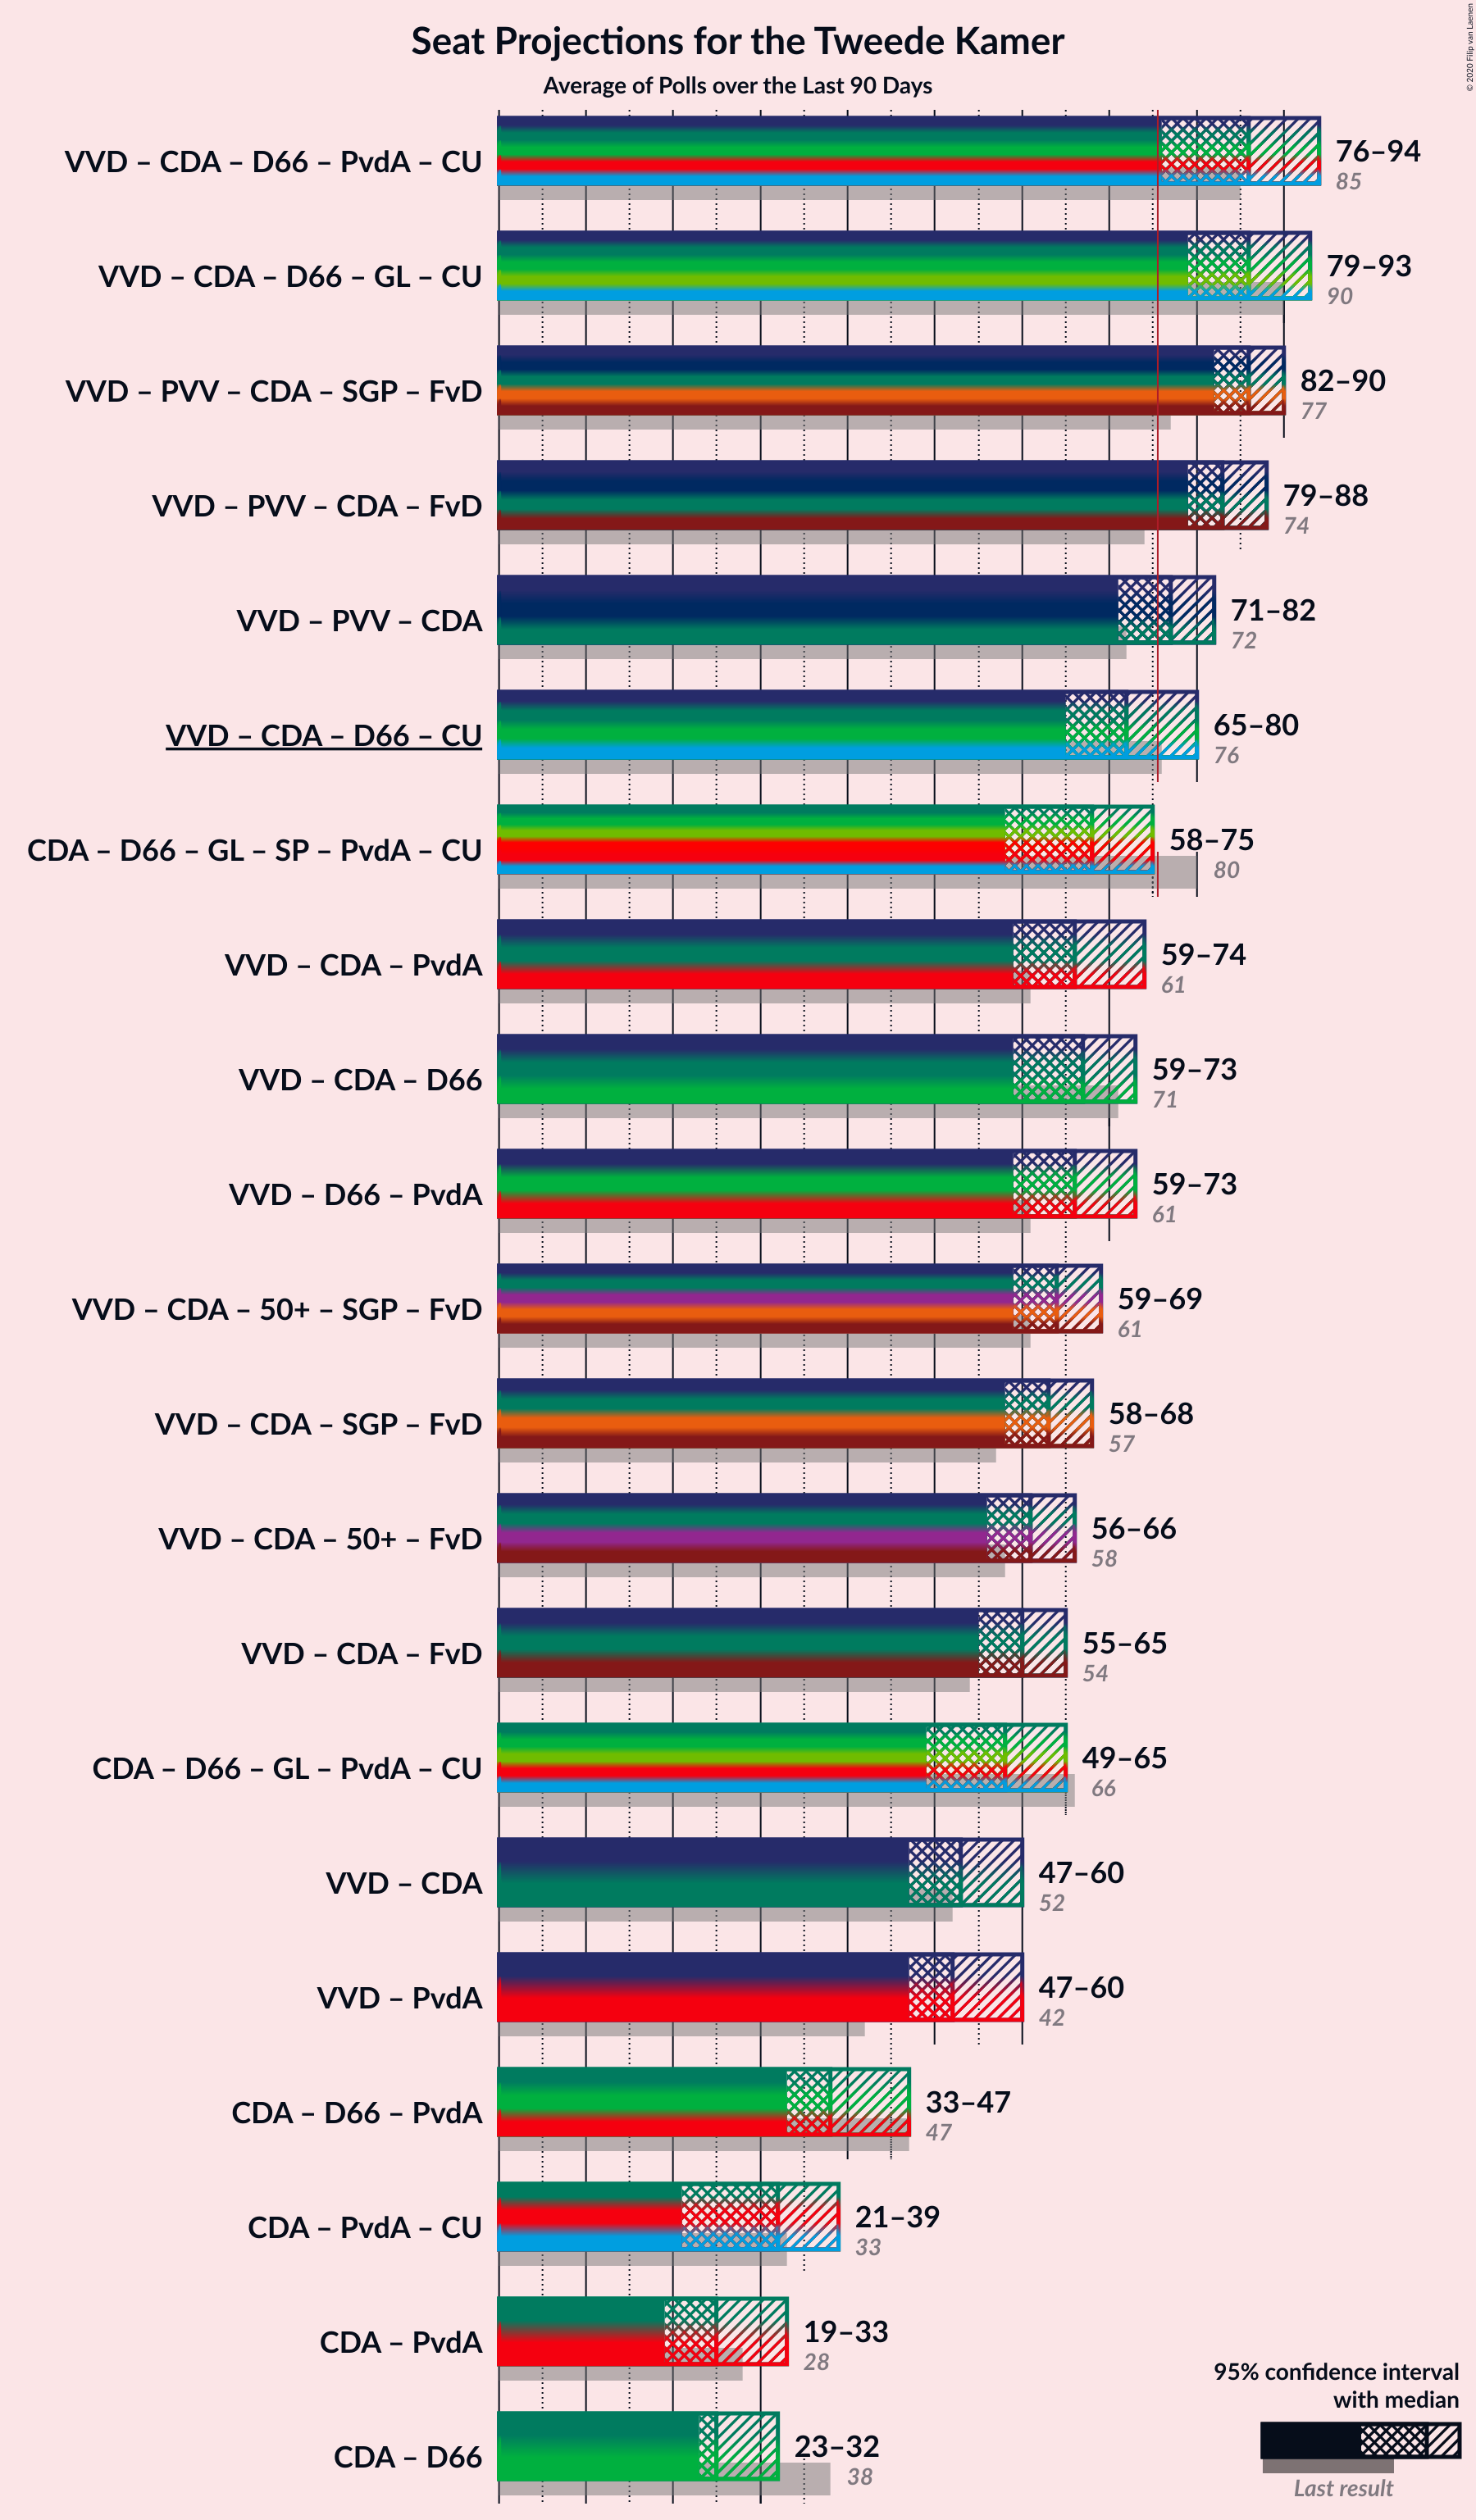 Seat Projections for the Tweede Kamer
Average of Polls over the Last 90 Days
© 2020 Filip van Laenen
VVD – CDA – D66 – PvdA – CU
76–94
85
VVD – CDA – D66 – GL – CU
79–93
90
VVD – PVV – CDA – SGP – FvD
82–90
77
VVD – PVV – CDA – FvD
79–88
74
VVD – PVV – CDA
71–82
72
VVD – CDA – D66 – CU
65–80
76
CDA – D66 – GL – SP – PvdA – CU
58–75
80
VVD – CDA – PvdA
59–74
61
VVD – CDA – D66
59–73
71
VVD – D66 – PvdA
59–73
61
VVD – CDA – 50+ – SGP – FvD
59–69
61
VVD – CDA – SGP – FvD
58–68
57
VVD – CDA – 50+ – FvD
56–66
58
VVD – CDA – FvD
55–65
54
CDA – D66 – GL – PvdA – CU
49–65
66
VVD – CDA
47–60
52
VVD – PvdA
47–60
42
CDA – D66 – PvdA
33–47
47
CDA – PvdA – CU
21–39
33
CDA – PvdA
19–33
28
CDA – D66
23–32
38
95% confidence interval
with median
Last result